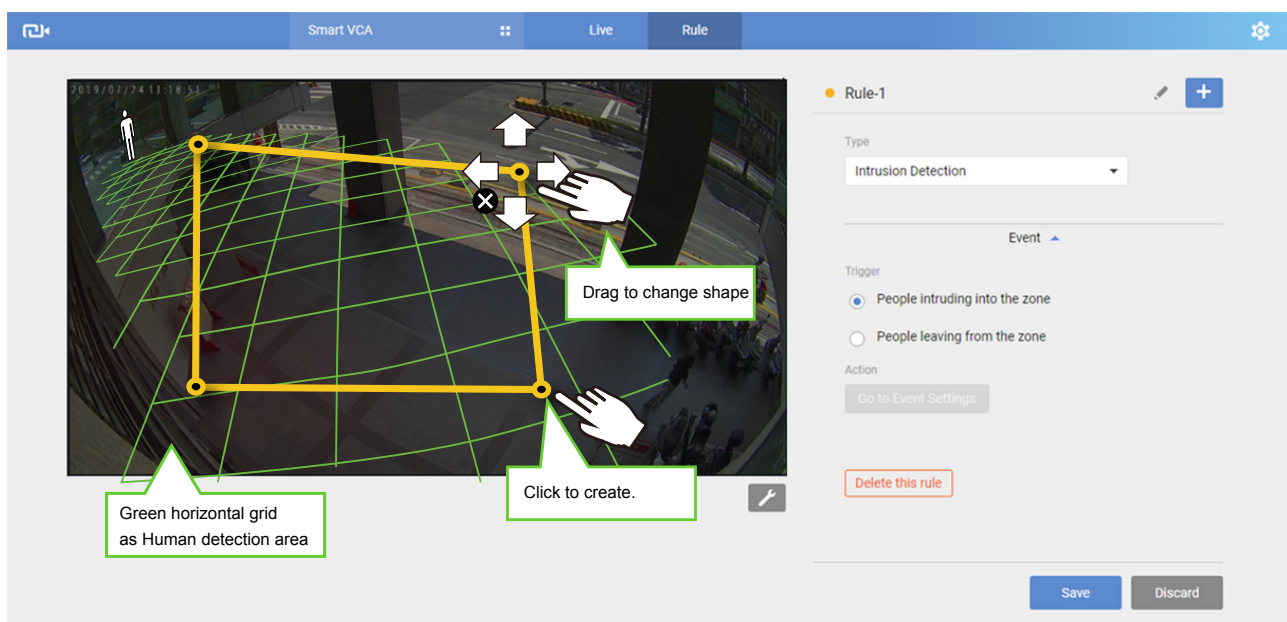 Smart VCA
Live
Rule
2019/07/24 11:18:51
Drag to change shape
Click to create.
Green horizontal grid
as Human detection area
Rule-1
+
Type
Intrusion Detection
Event
Trigger
People intruding into the zone
People leaving from the zone
Action
Go to Event Settings
Delete this rule
Save
Discard